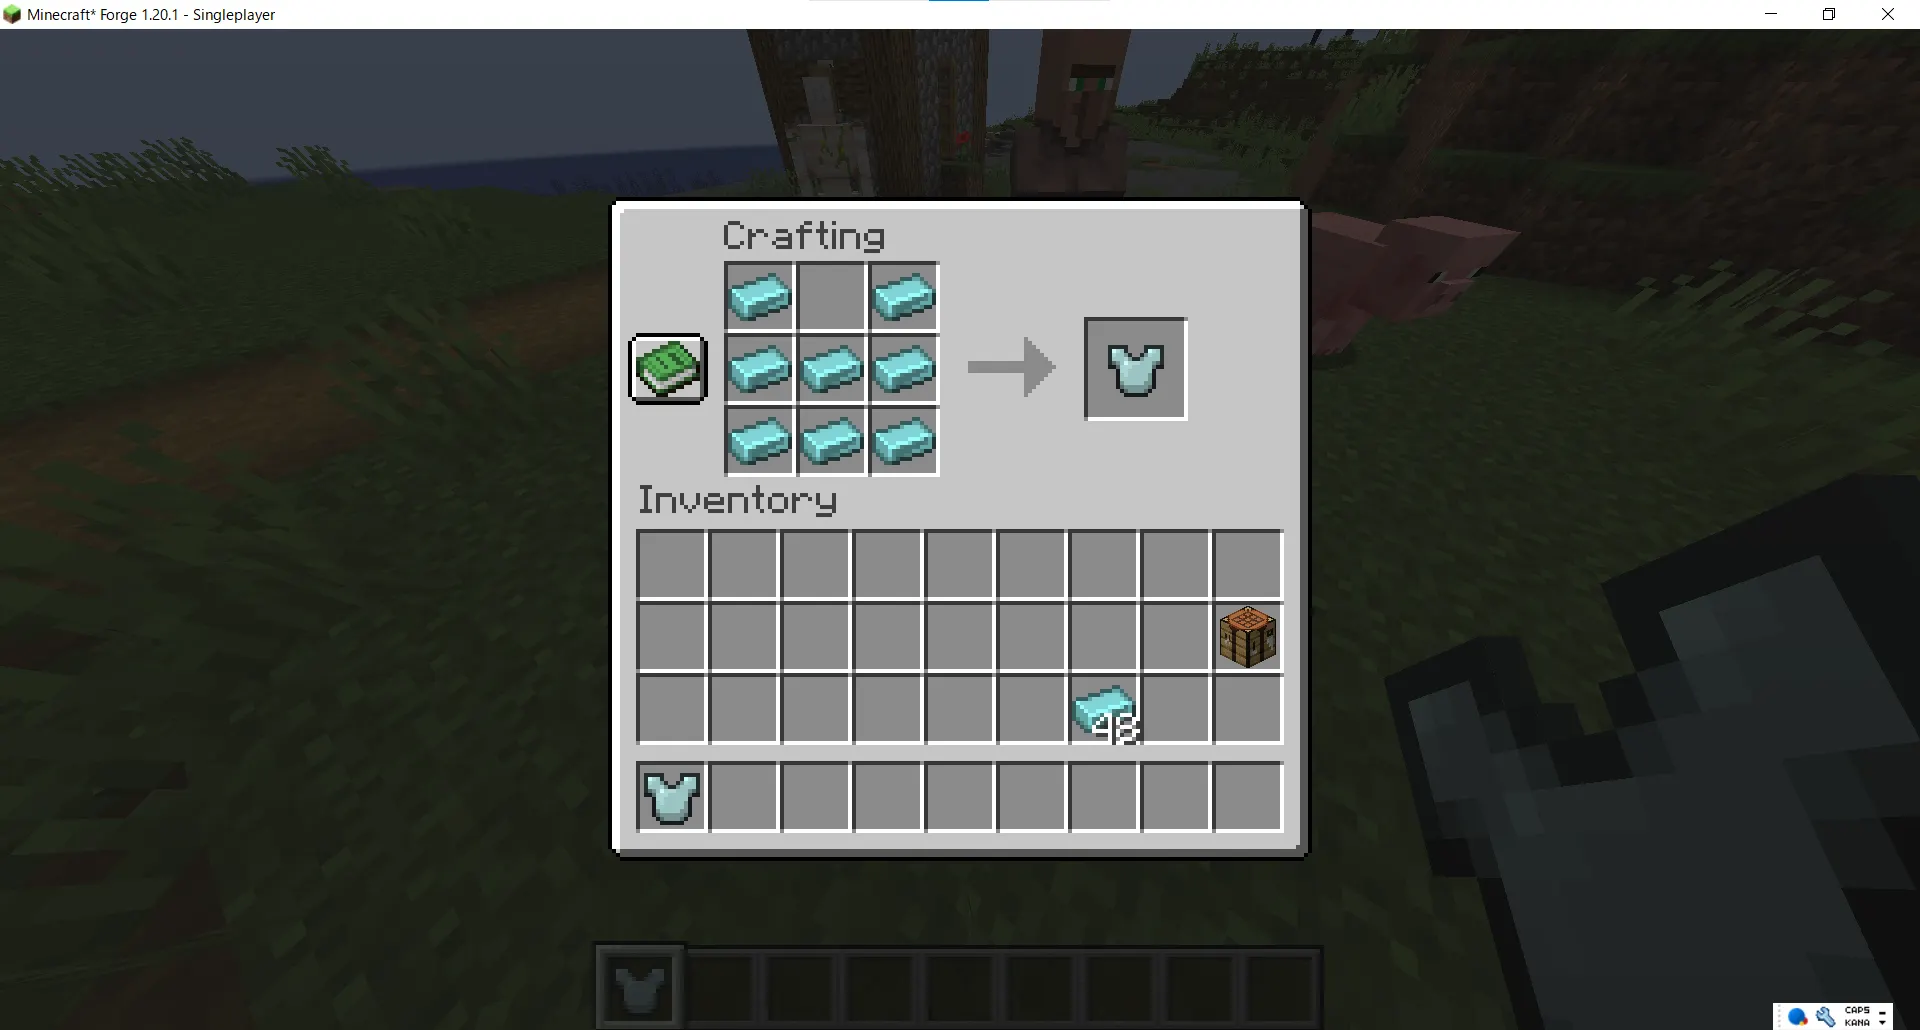 Minecraft* Forge 1.20.1 - Singleplayer
Crafting
Inventory
48
CAPS
KANA